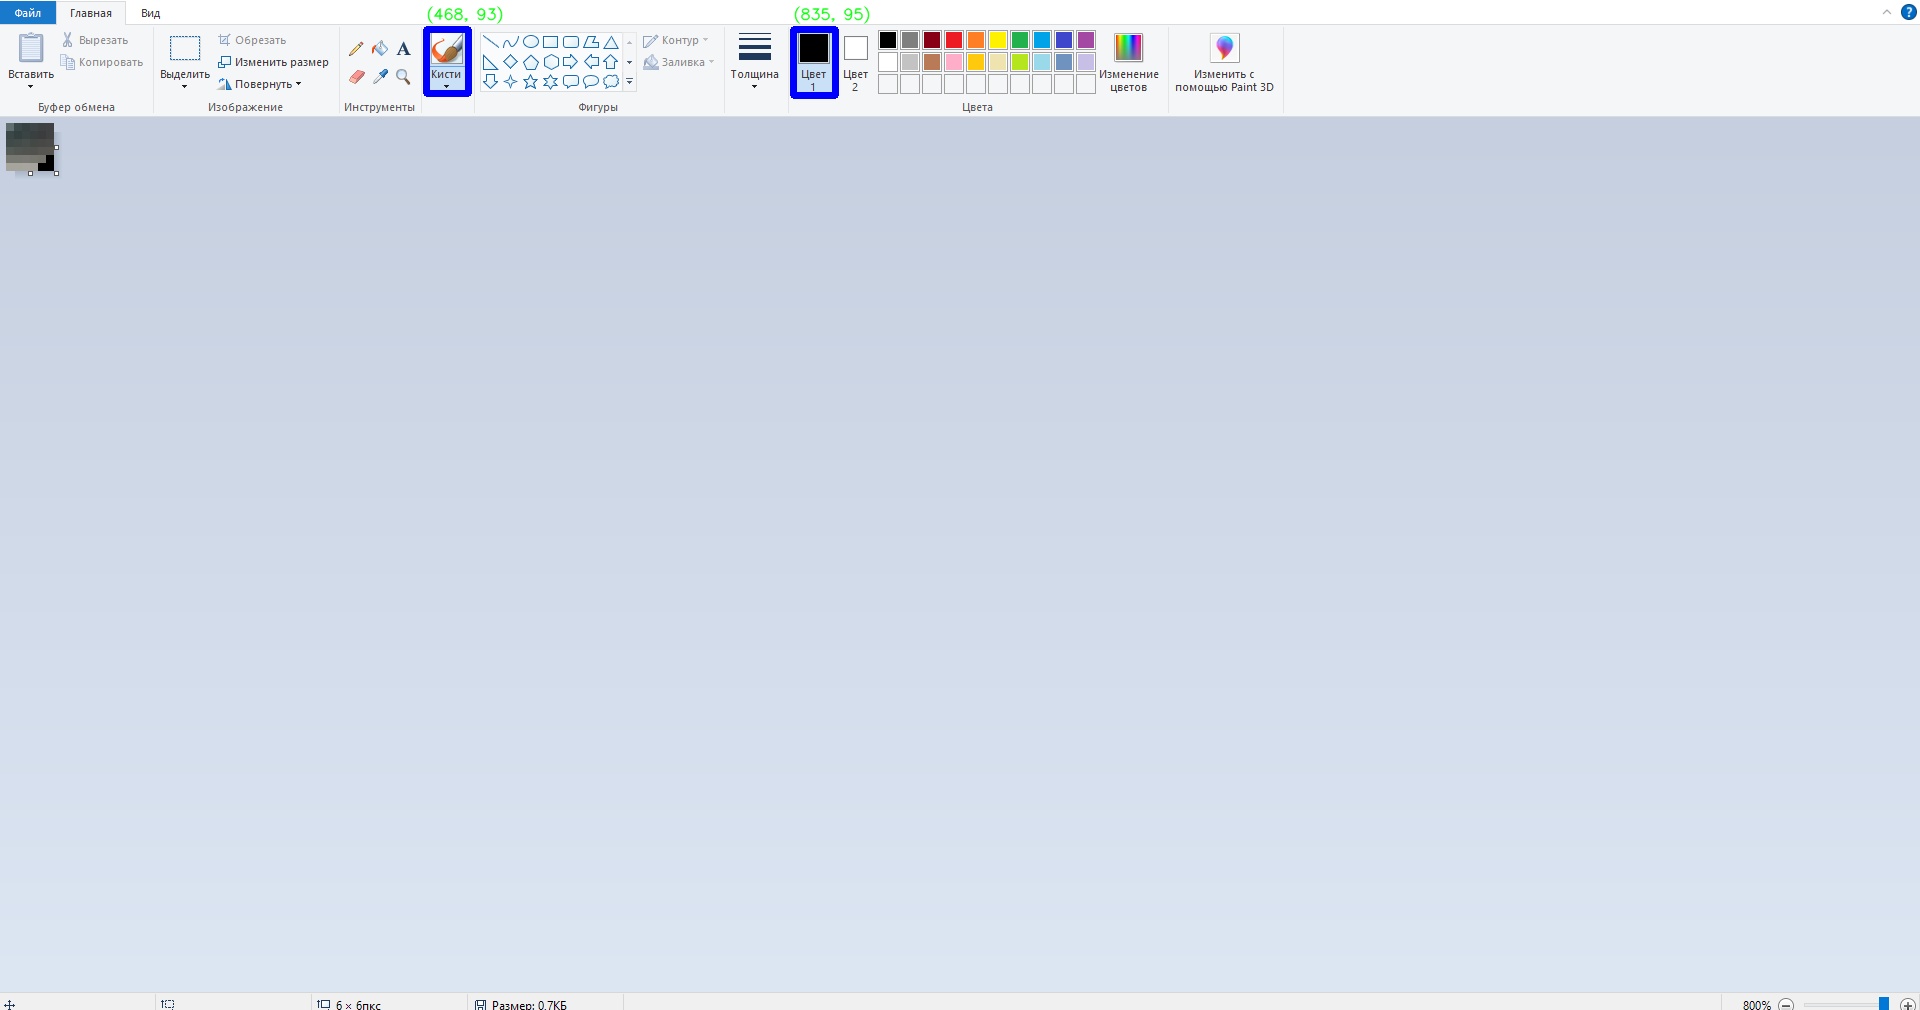 (468, 93) (835, 95)
Файл Главная Вид
Вставить
Вырезать
Копировать
Буфер обмена
Выделить
Обрезать
Изменить размер
Повернуть
Изображение
A
Инструменты
Кисти
Контур
Заливка
Фигуры
Толщина
Цвет
1
Цвет
2
Изменение
цветов
Цвета
Изменить с
помощью Paint 3D
6 × 6пкс
Размер: 0,7КБ
800%